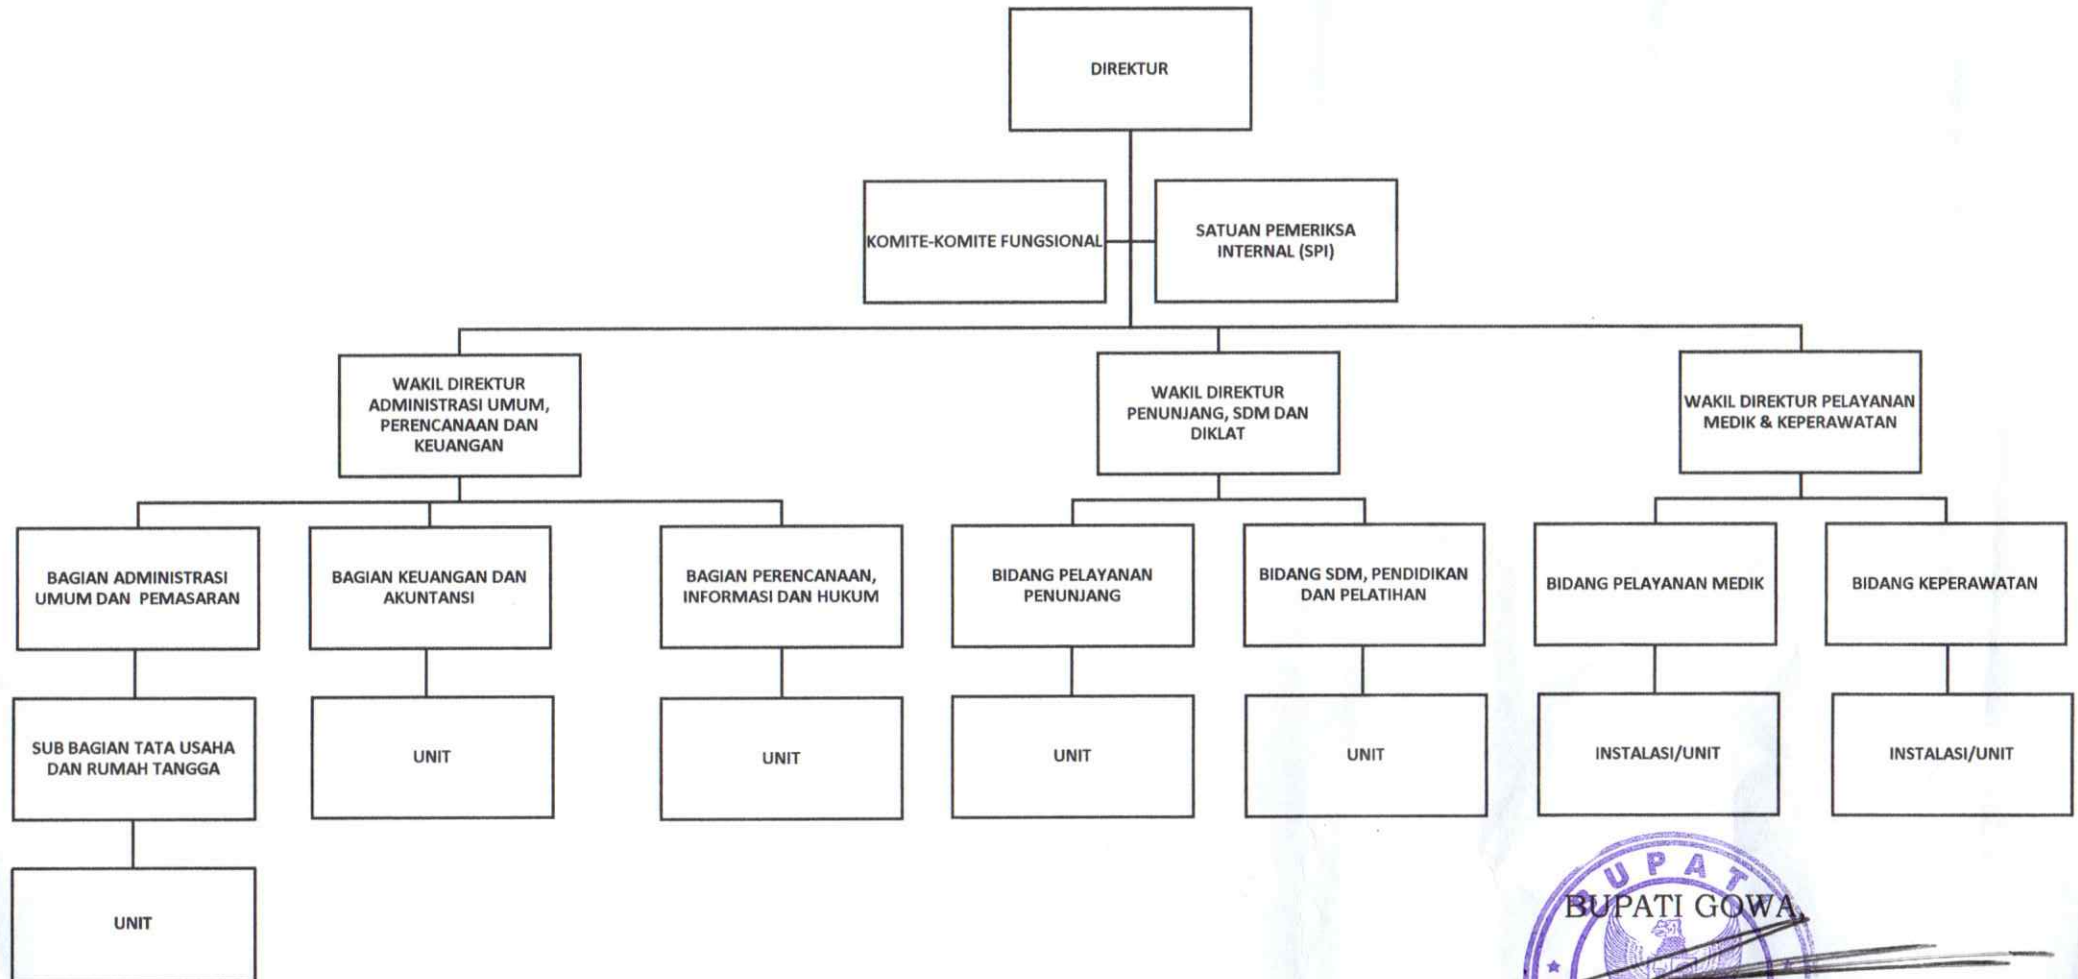 DIREKTUR
KOMITE-KOMITE FUNGSIONAL
SATUAN PEMERIKSA
INTERNAL (SPI)
WAKIL DIREKTUR
ADMINISTRASI UMUM,
PERENCANAAN DAN
KEUANGAN
WAKIL DIREKTUR
PENUNJANG, SDM DAN
DIKLAT
WAKIL DIREKTUR PELAYANAN
MEDIK & KEPERAWATAN
BAGIAN ADMINISTRASI
UMUM DAN PEMASARAN
BAGIAN KEUANGAN DAN
AKUNTANSI
BAGIAN PERENCANAAN,
INFORMASI DAN HUKUM
BIDANG PELAYANAN
PENUNJANG
BIDANG SDM, PENDIDIKAN
DAN PELATIHAN
BIDANG PELAYANAN MEDIK
BIDANG KEPERAWATAN
SUB BAGIAN TATA USAHA
DAN RUMAH TANGGA
UNIT
UNIT
UNIT
UNIT
INSTALASI/UNIT
INSTALASI/UNIT
UNIT
BUPATI GOWA,